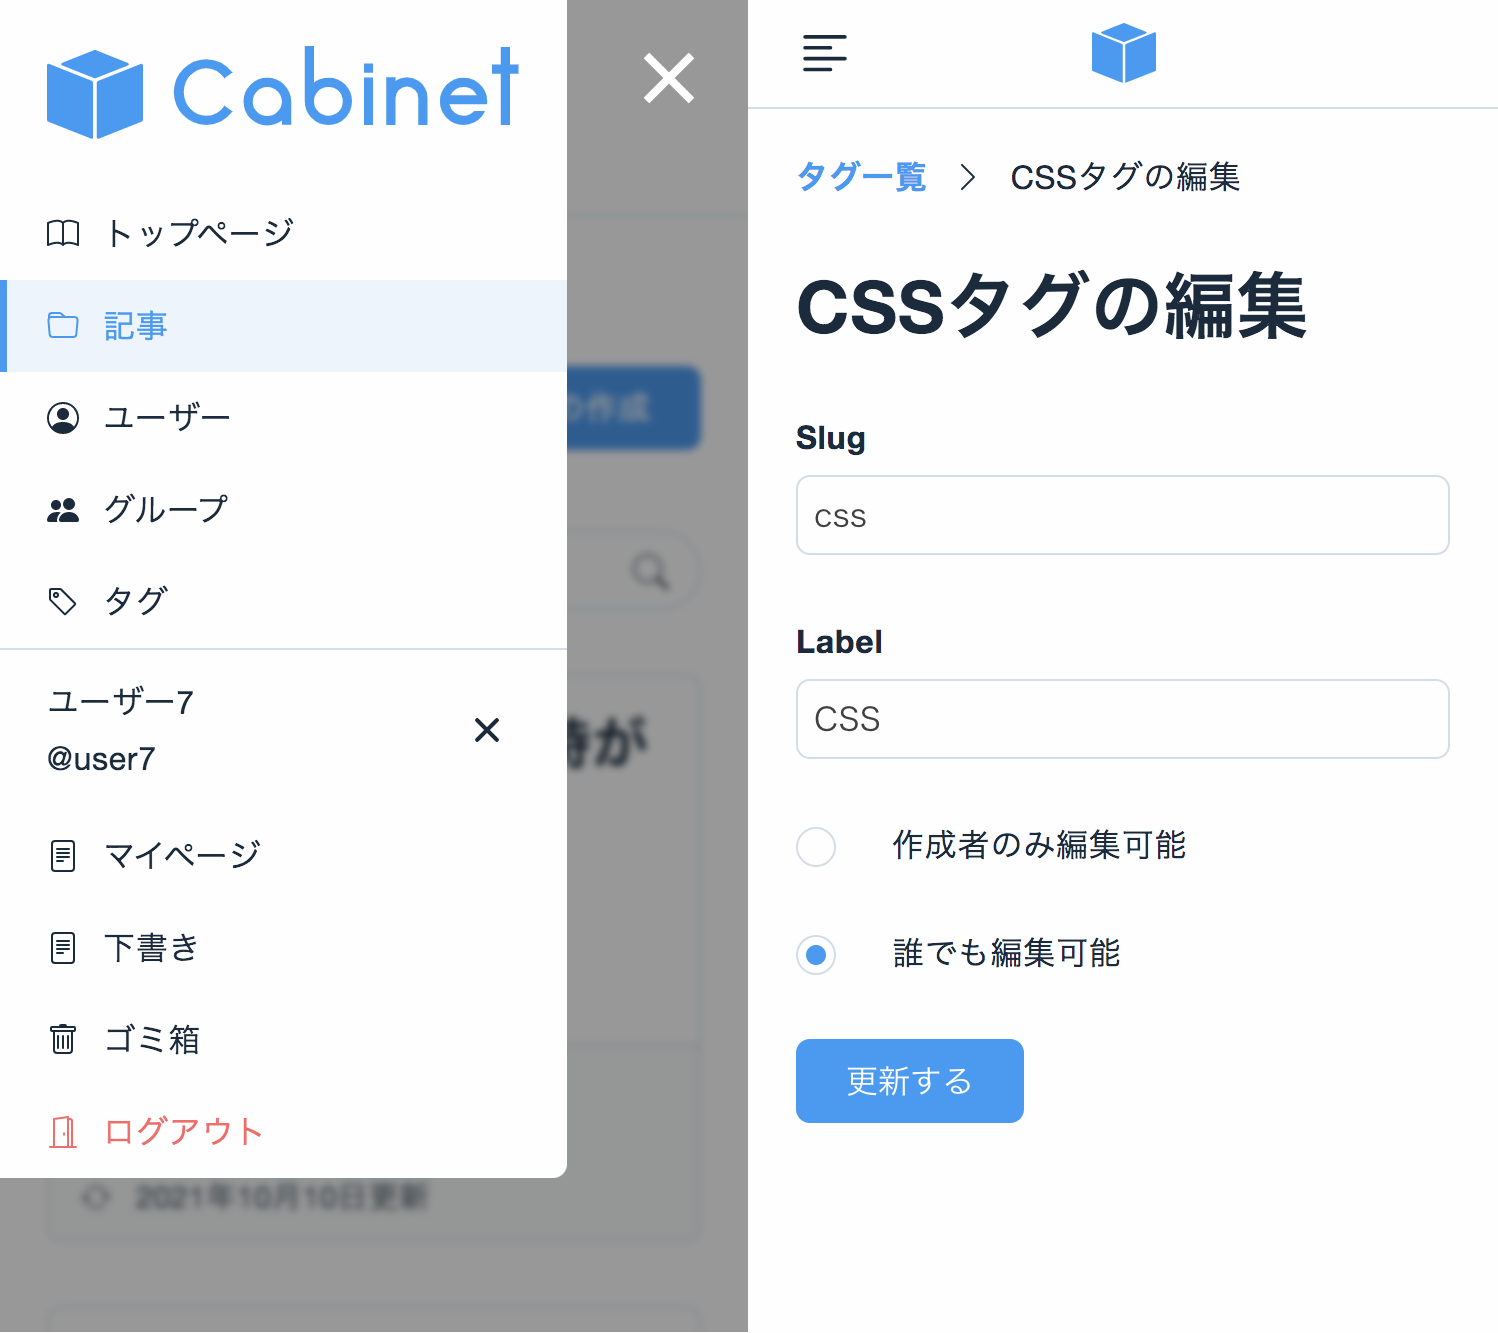 Cabinet
トップページ
記事
ユーザー
グループ
タグ
ユーザー7
@user7
マイページ
下書き
ゴミ箱
ログアウト
の作成
時が
2021年10月10日更新
タグ一覧 > CSSタグの編集
CSSタグの編集
Slug
css
Label
CSS
作成者のみ編集可能
誰でも編集可能
更新する